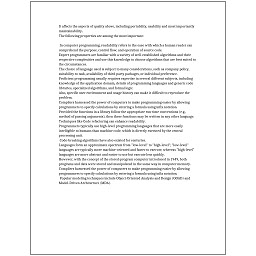 It affects the aspects of quality above, including portability, usability and most importantly
maintainability.
The following properties are among the most important:
 In computer programming, readability refers to the ease with which a human reader can
comprehend the purpose, control flow, and operation of source code.
Expert programmers are familiar with a variety of well-established algorithms and their
respective complexities and use this knowledge to choose algorithms that are best suited to
the circumstances.
The choice of language used is subject to many considerations, such as company policy,
suitability to task, availability of third-party packages, or individual preference.
Proficient programming usually requires expertise in several different subjects, including
knowledge of the application domain, details of programming languages and generic code
libraries, specialized algorithms, and formal logic.
Also, specific user environment and usage history can make it difficult to reproduce the
problem.
Compilers harnessed the power of computers to make programming easier by allowing
programmers to specify calculations by entering a formula using infix notation.
Provided the functions in a library follow the appropriate run-time conventions (e.g.,
method of passing arguments), then these functions may be written in any other language.
Techniques like Code refactoring can enhance readability.
Programmers typically use high-level programming languages that are more easily
intelligible to humans than machine code, which is directly executed by the central
processing unit.
 Code-breaking algorithms have also existed for centuries.
Languages form an approximate spectrum from "low-level" to "high-level"; "low-level"
languages are typically more machine-oriented and faster to execute, whereas "high-level"
languages are more abstract and easier to use but execute less quickly.
However, with the concept of the stored-program computer introduced in 1949, both
programs and data were stored and manipulated in the same way in computer memory.
Compilers harnessed the power of computers to make programming easier by allowing
programmers to specify calculations by entering a formula using infix notation.
 Popular modeling techniques include Object-Oriented Analysis and Design (OOAD) and
Model-Driven Architecture (MDA).